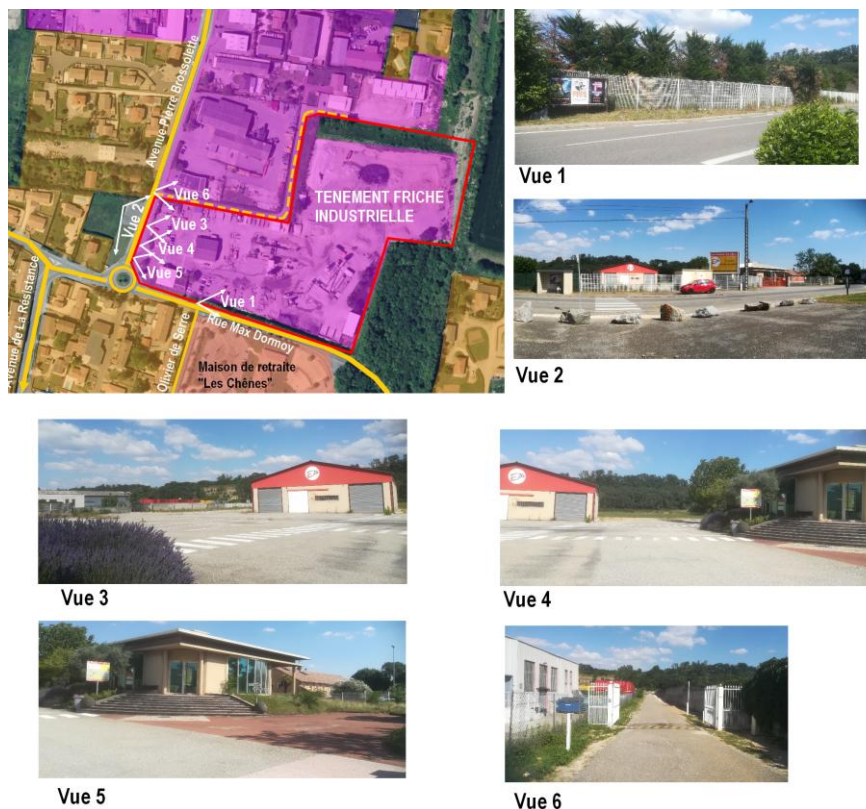 Avenue Pierre Brossolette
Vue 6
Vue 2
Vue 3
Vue 4
Vue 5
Vue 1
TENEMENT FRICHE
INDUSTRIELLE
Avenue de La Résistance
Olivier de Serre
Rue Max Dormoy
Maison de retraite
"Les Chênes"
Vue 1
Vue 2
Vue 3
Vue 4
Vue 5
Vue 6